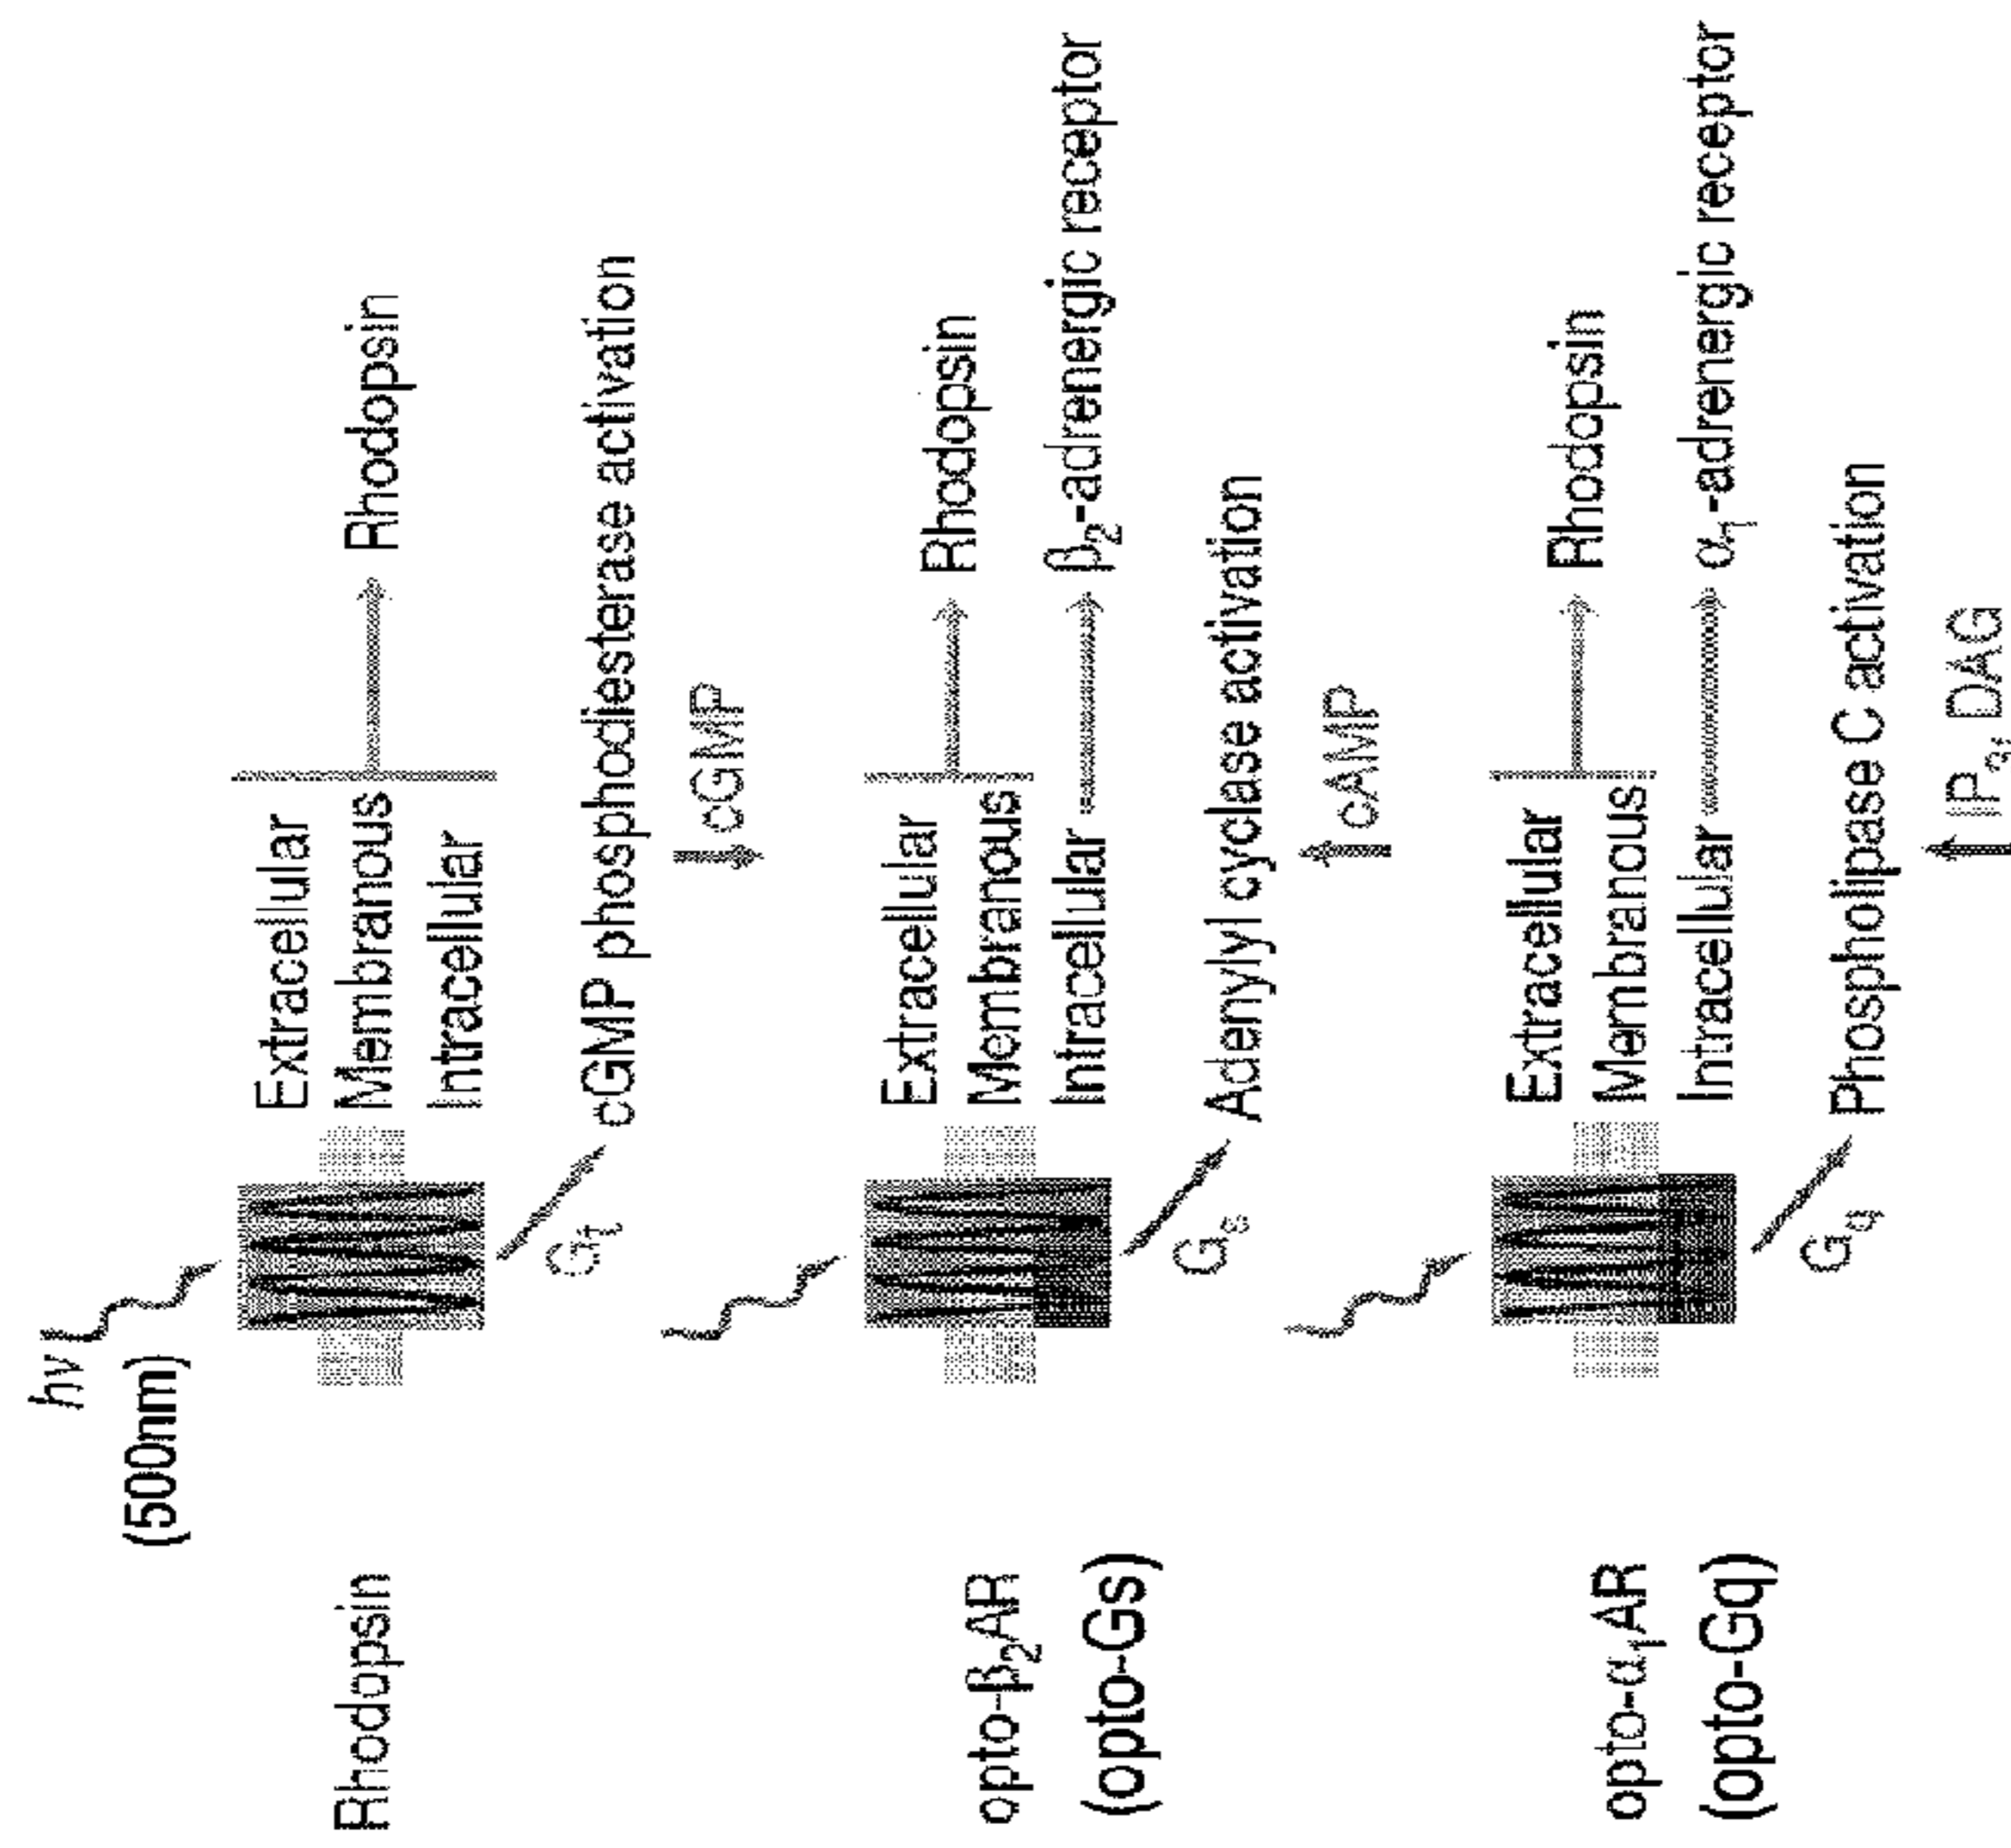 hν
(500nm)
Rhodopsin
Extracellular
Membranous
Intracellular
Rhodopsin
Gt
cGMP phosphodiesterase activation
cGMP
opto-β2AR
(opto-Gs)
Extracellular
Membranous
Intracellular
Rhodopsin
β2-adrenergic receptor
Gs
Adenylyl cyclase activation
cAMP
opto-α1AR
(opto-Gq)
Extracellular
Membranous
Intracellular
Rhodopsin
α1-adrenergic receptor
Gq
Phospholipase C activation
DAG